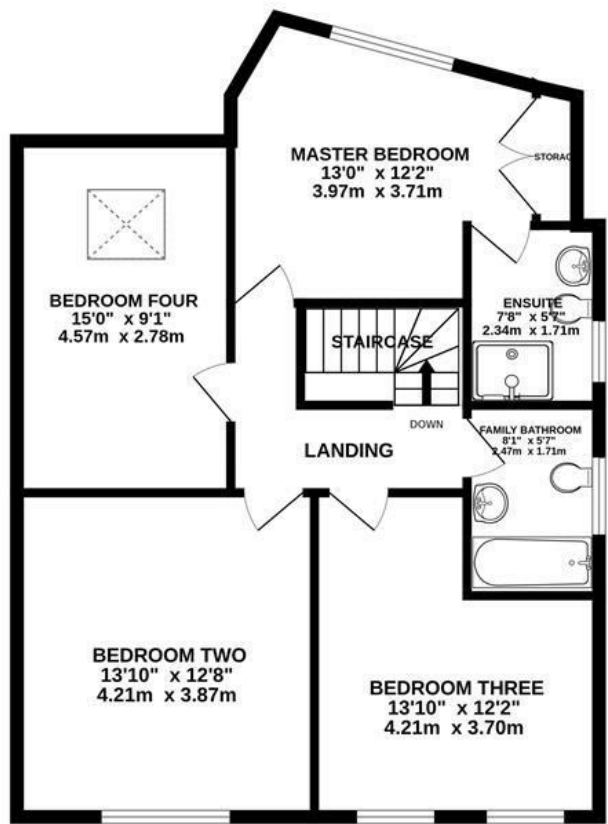 MASTER BEDROOM
13'0" x 12'2"
3.97m x 3.71m
STORAG
BEDROOM FOUR
15'0" x 9'1"
4.57m x 2.78m
ENSUITE
7'8" x 5'7"
2.34m x 1.71m
STAIRCASE
DOWN
LANDING
FAMILY BATHROOM
8'1" x 5'7"
2.47m x 1.71m
BEDROOM TWO
13'10" x 12'8"
4.21m x 3.87m
BEDROOM THREE
13'10" x 12'2"
4.21m x 3.70m